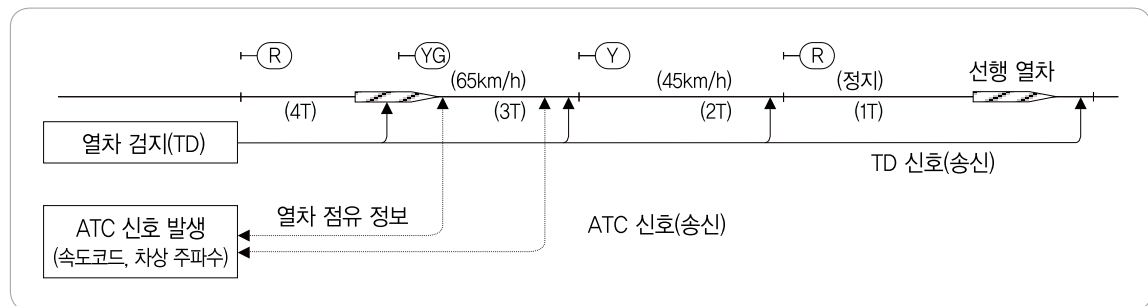 R YG Y R
(65km/h) (45km/h) (정지) 선행 열차
(4T) (3T) (2T) (1T)
열차 검지(TD)
TD 신호(송신)
열차 점유 정보
ATC 신호 발생
(속도코드, 차상 주파수)
ATC 신호(송신)